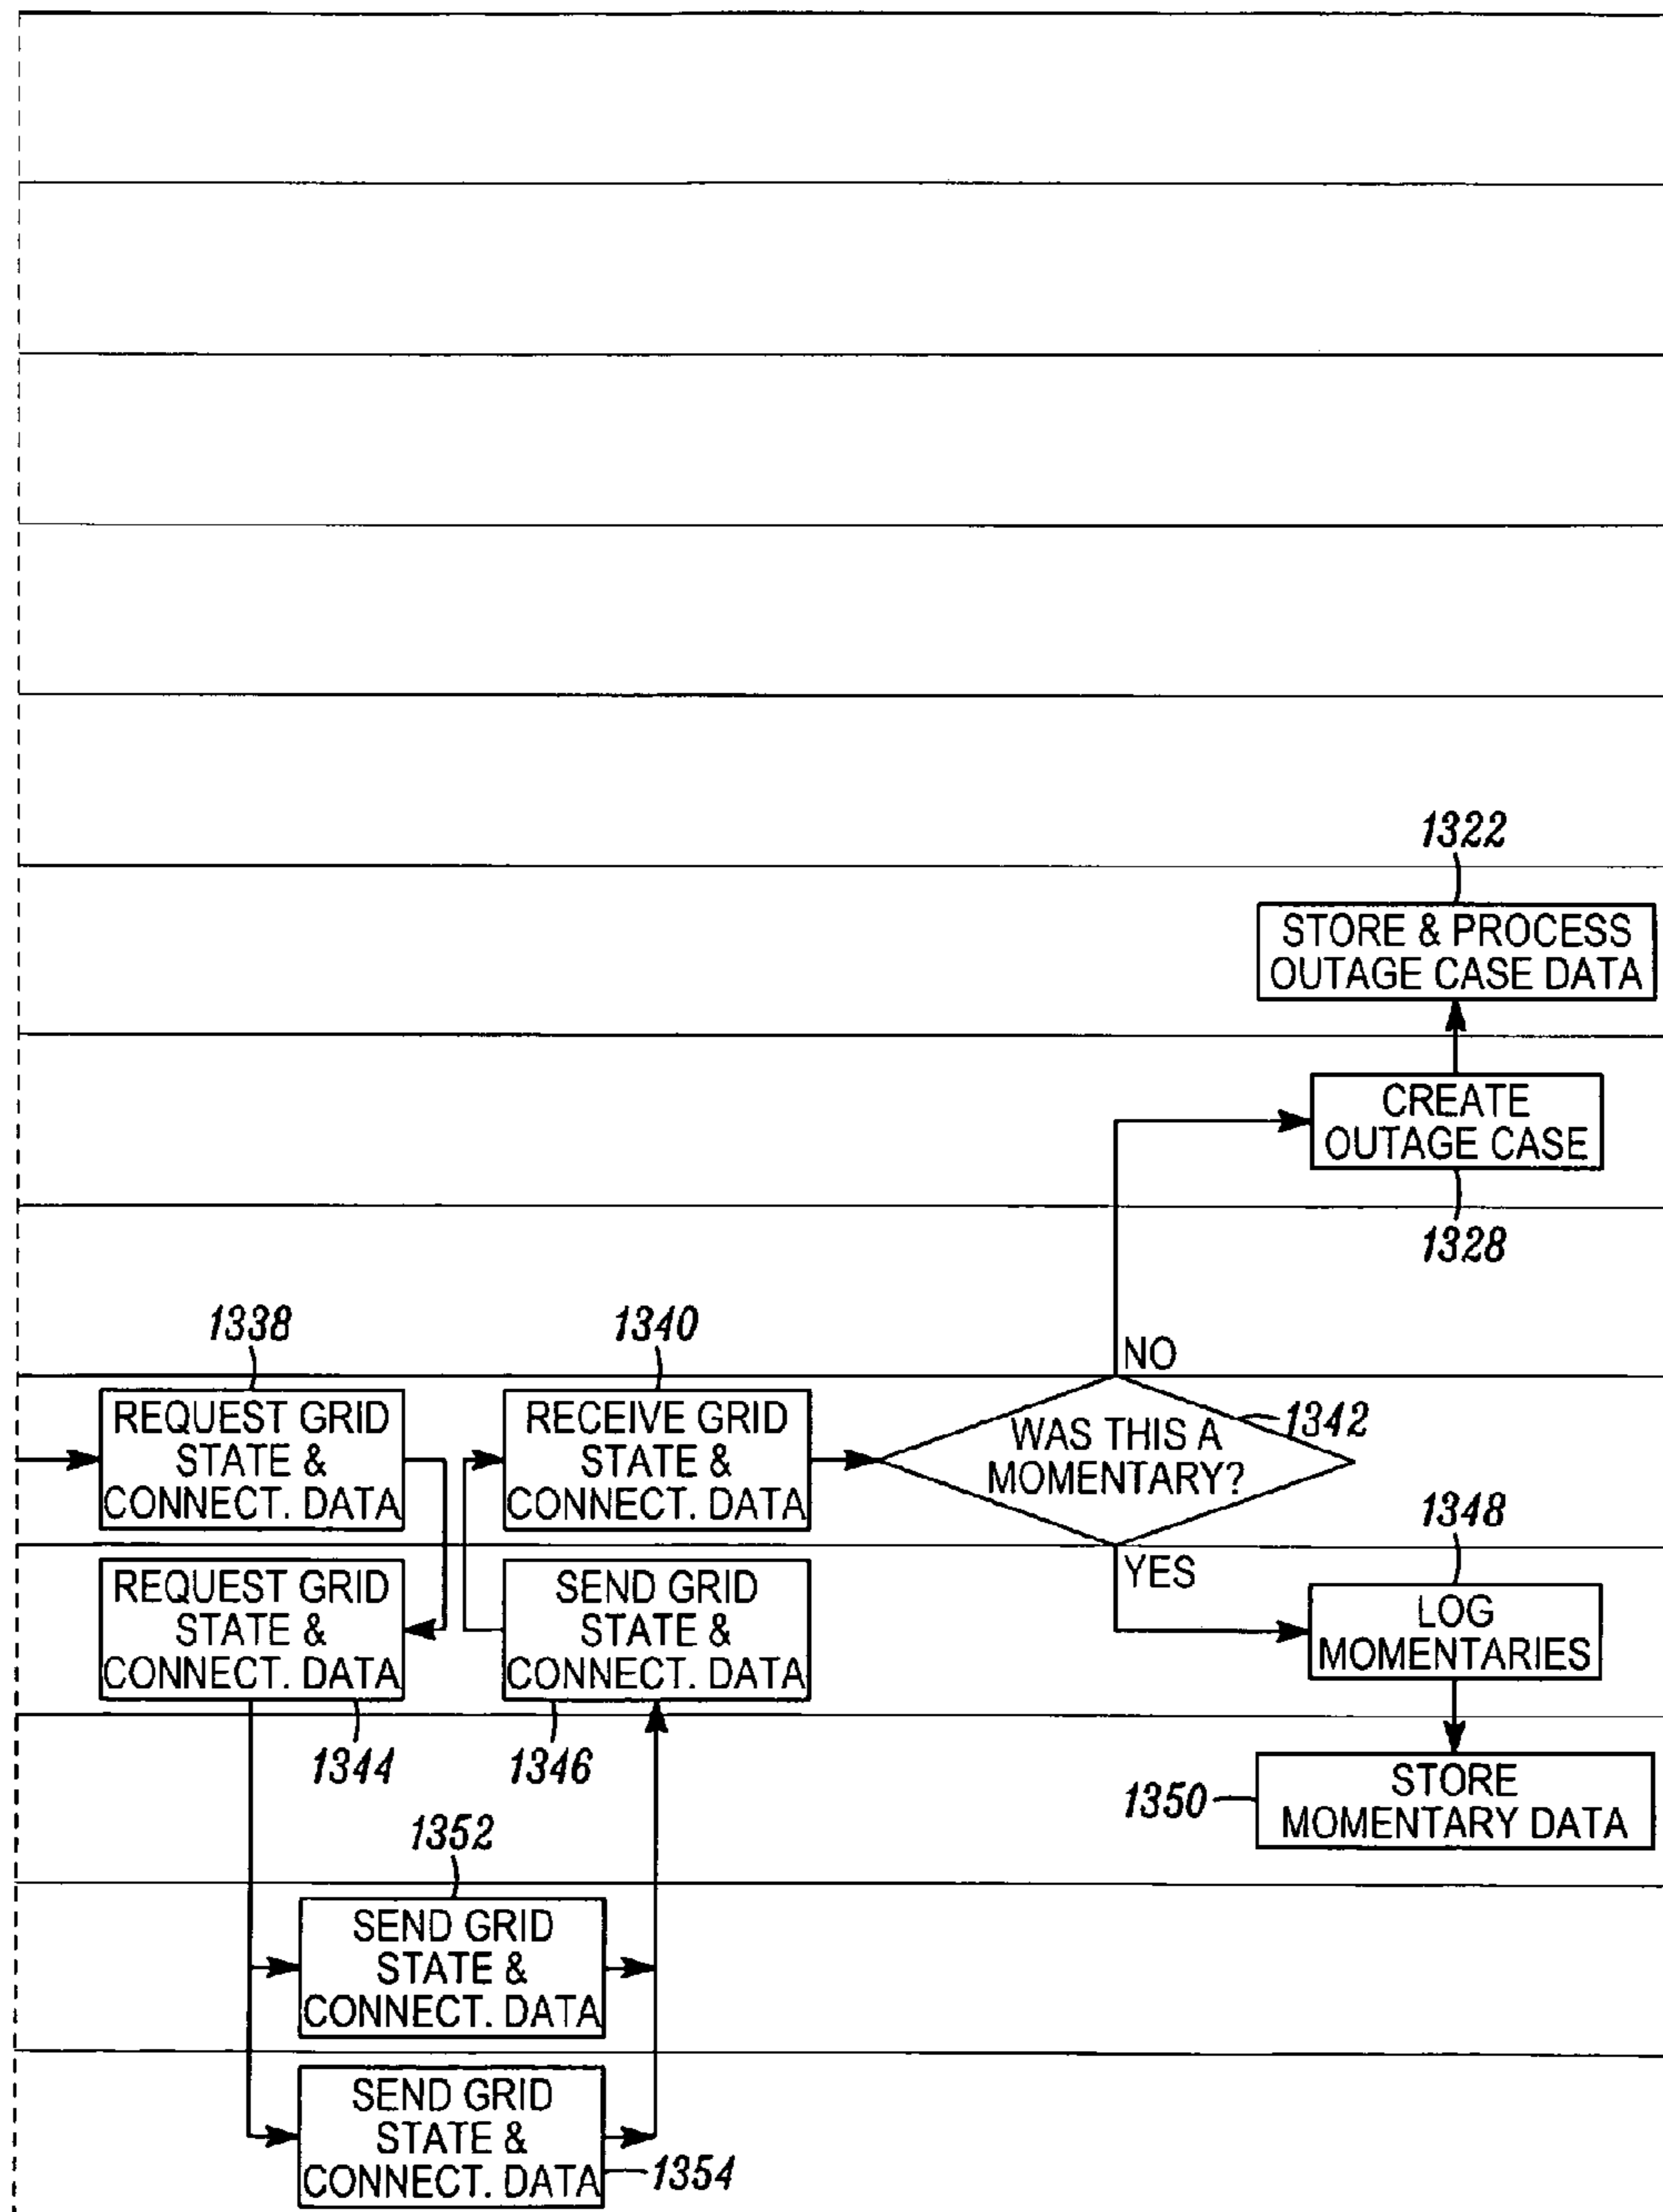 1322
STORE & PROCESS
OUTAGE CASE DATA
CREATE
OUTAGE CASE
1328
1338
1340
NO
REQUEST GRID
STATE &
CONNECT. DATA
RECEIVE GRID
STATE &
CONNECT. DATA
WAS THIS A
MOMENTARY?
1342
1348
YES
REQUEST GRID
STATE &
CONNECT. DATA
SEND GRID
STATE &
CONNECT. DATA
LOG
MOMENTARIES
1344
1346
1350
STORE
MOMENTARY DATA
1352
SEND GRID
STATE &
CONNECT. DATA
SEND GRID
STATE &
CONNECT. DATA
1354